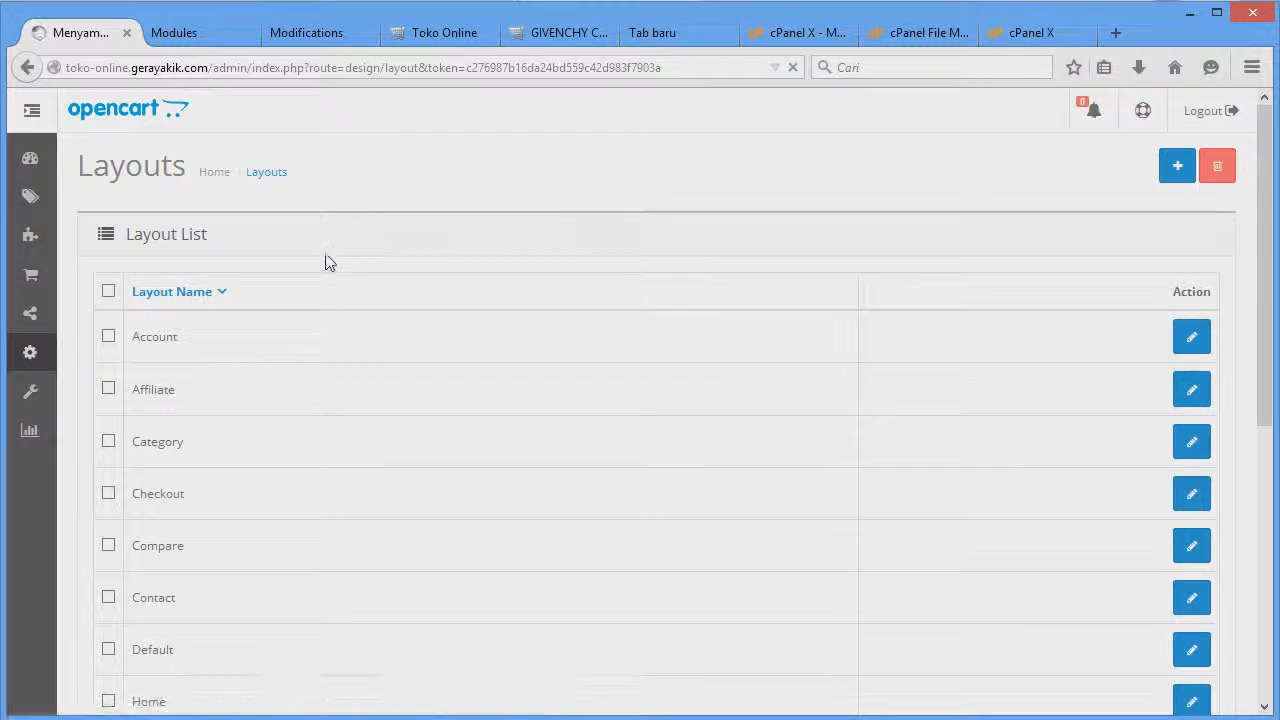 Menyam...
Modules
Modifications
Toko Online
GIVENCHY C...
Tab baru
cPanel X - M...
cPanel File M...
cPanel X
toko-online.gerayakik.com/admin/index.php?route=design/layout&token=c276987b16da24bd559c42d983f7903a
Cari
opencart
0
Logout
Layouts
Home
Layouts
Layout List
Layout Name
Action
Account
Affiliate
Category
Checkout
Compare
Contact
Default
Home